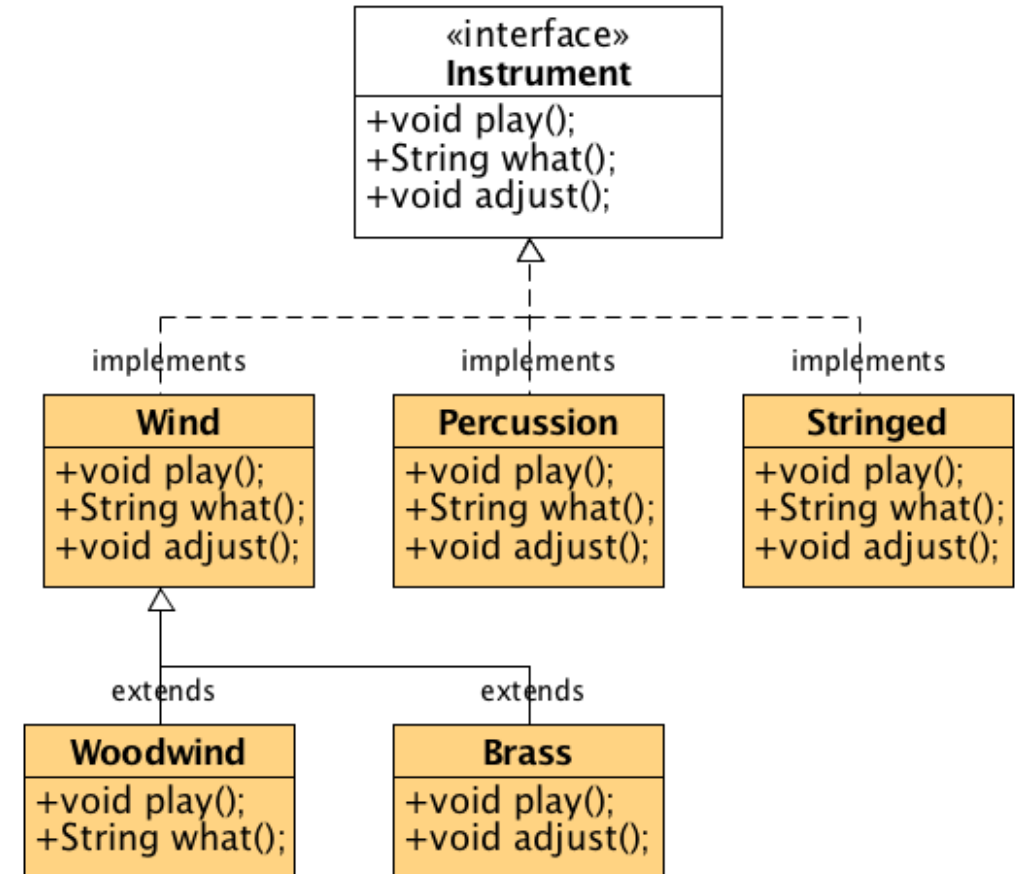 «interface»
Instrument
+void play();
+String what();
+void adjust();
implements
implements
implements
Wind
+void play();
+String what();
+void adjust();
Percussion
+void play();
+String what();
+void adjust();
Stringed
+void play();
+String what();
+void adjust();
extends
extends
Woodwind
+void play();
+String what();
Brass
+void play();
+void adjust();